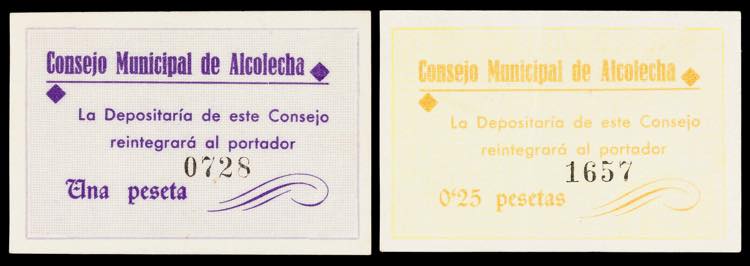 Consejo Municipal de Alcolecha
La Depositaría de este Consejo
reintegrará al portador
0728
Una peseta
Consejo Municipal de Alcolecha
La Depositaría de este Consejo
reintegrará al portador
1657
0'25 pesetas